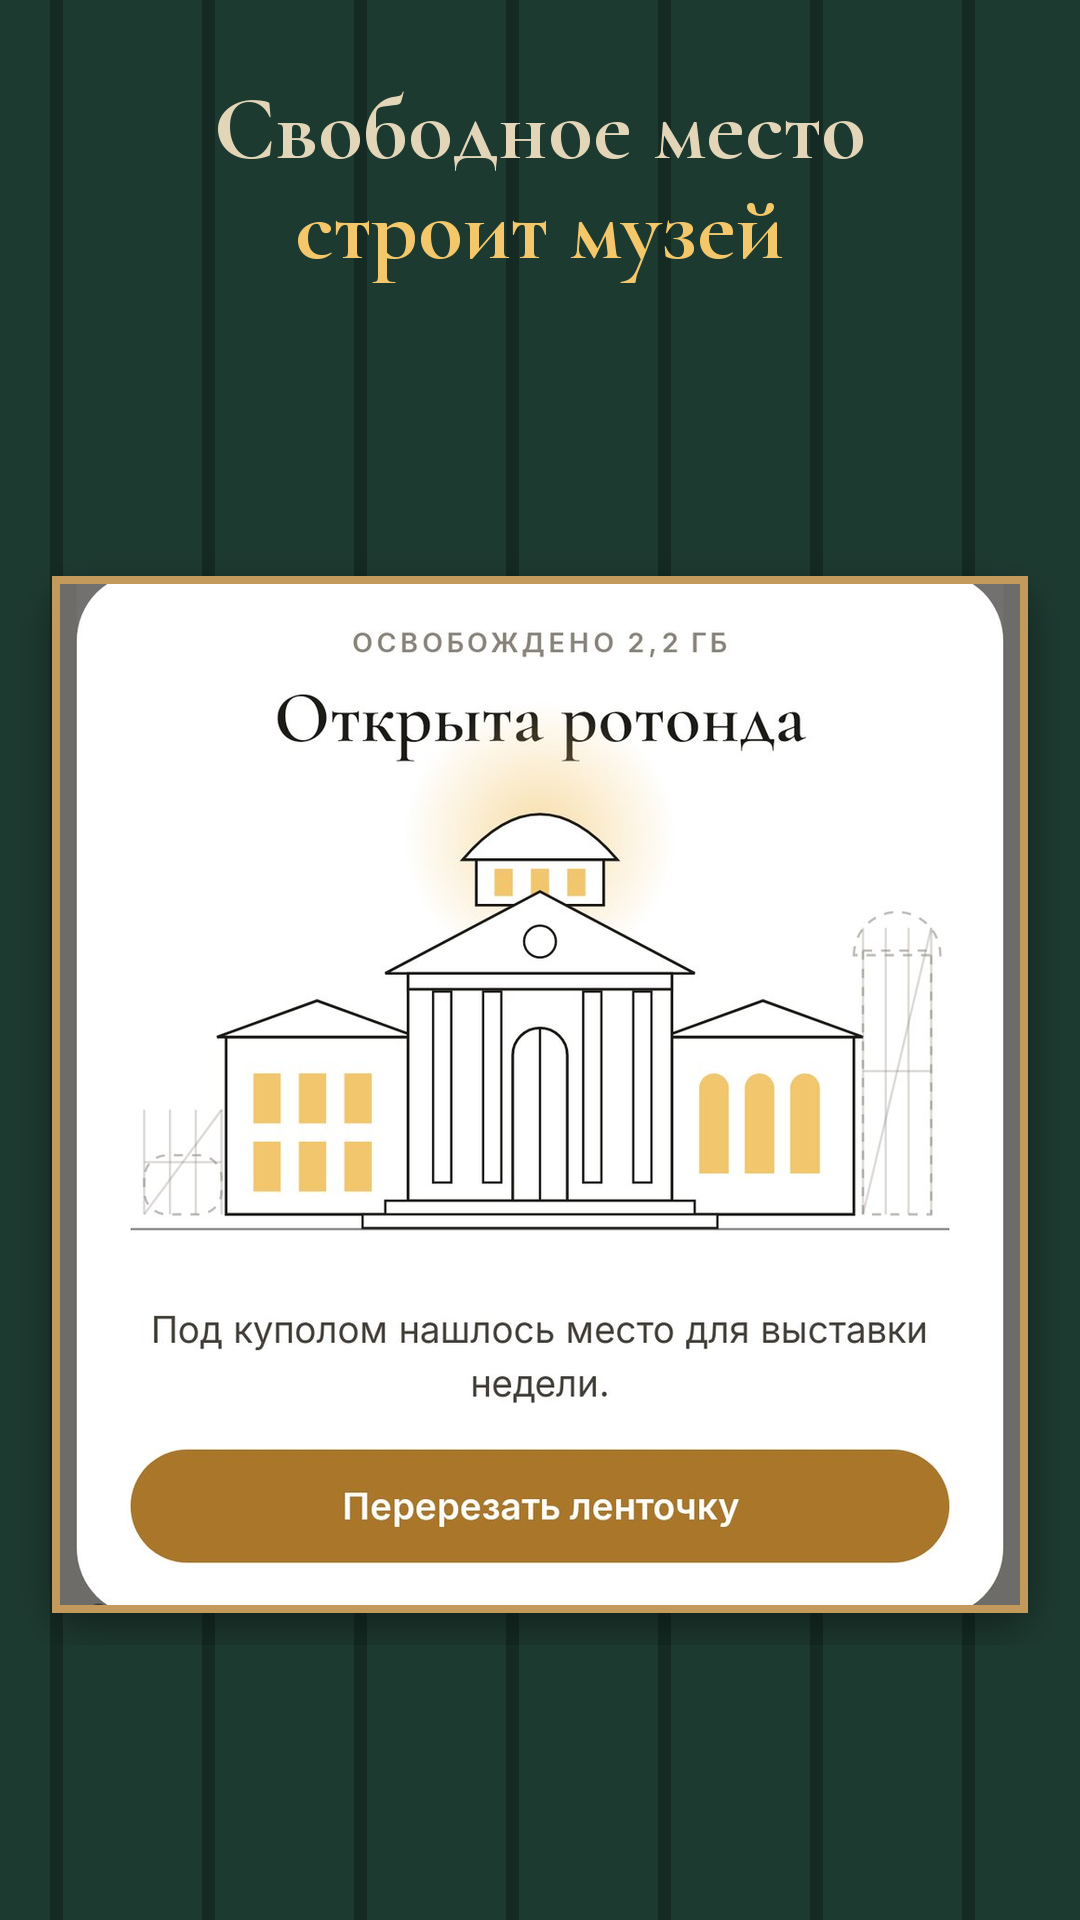 Свободное место
строит музей
ОСВОБОЖДЕНО 2,2 ГБ
Открыта ротонда
Под куполом нашлось место для выставки
недели.
Перерезать ленточку